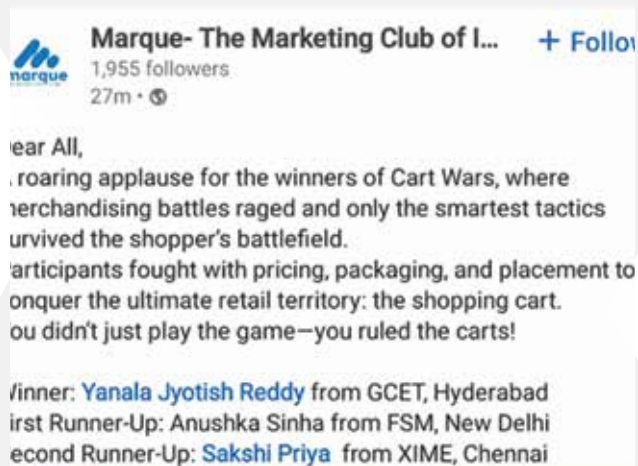 Marque- The Marketing Club of I...
+ Follow
marque
1,955 followers
27m •
ear All,
roaring applause for the winners of Cart Wars, where
erchandising battles raged and only the smartest tactics
urvived the shopper's battlefield.
articipants fought with pricing, packaging, and placement to
onquer the ultimate retail territory: the shopping cart.
ou didn't just play the game—you ruled the carts!
inner: Yanala Jyotish Reddy from GCET, Hyderabad
irst Runner-Up: Anushka Sinha from FSM, New Delhi
econd Runner-Up: Sakshi Priya from XIME, Chennai